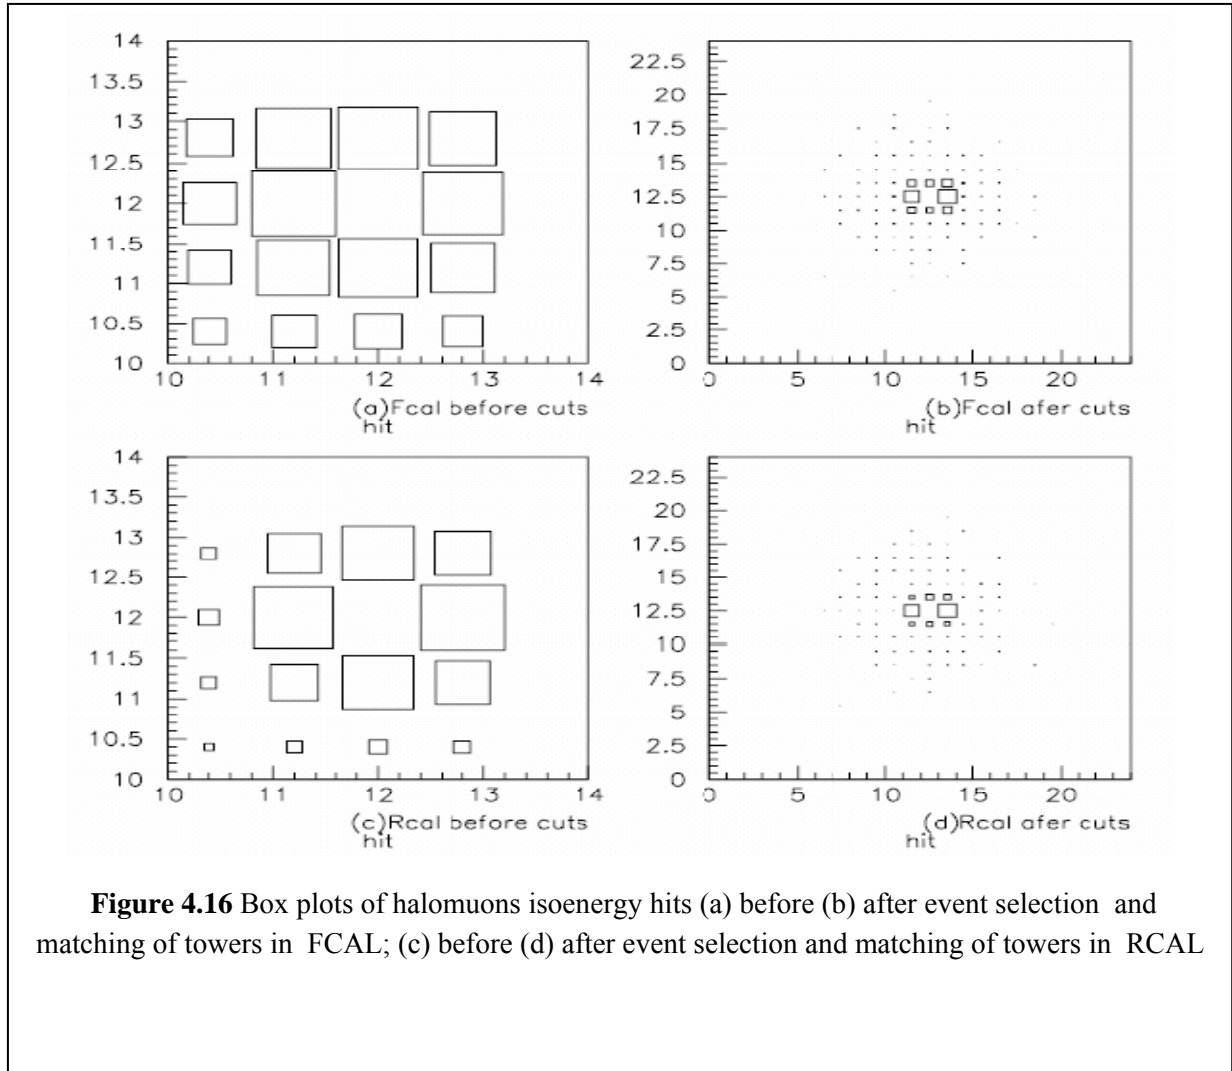 14
13.5
13
12.5
12
11.5
11
10.5
10
10 11 12 13 14
(a)Fcal before cuts
hit
22.5
20
17.5
15
12.5
10
7.5
5
2.5
0
0 5 10 15 20
(b)Fcal afer cuts
hit
14
13.5
13
12.5
12
11.5
11
10.5
10
10 11 12 13 14
(c)Rcal before cuts
hit
22.5
20
17.5
15
12.5
10
7.5
5
2.5
0
0 5 10 15 20
(d)Rcal afer cuts
hit
Figure 4.16 Box plots of halomuons isoenergy hits (a) before (b) after event selection and
matching of towers in FCAL; (c) before (d) after event selection and matching of towers in RCAL